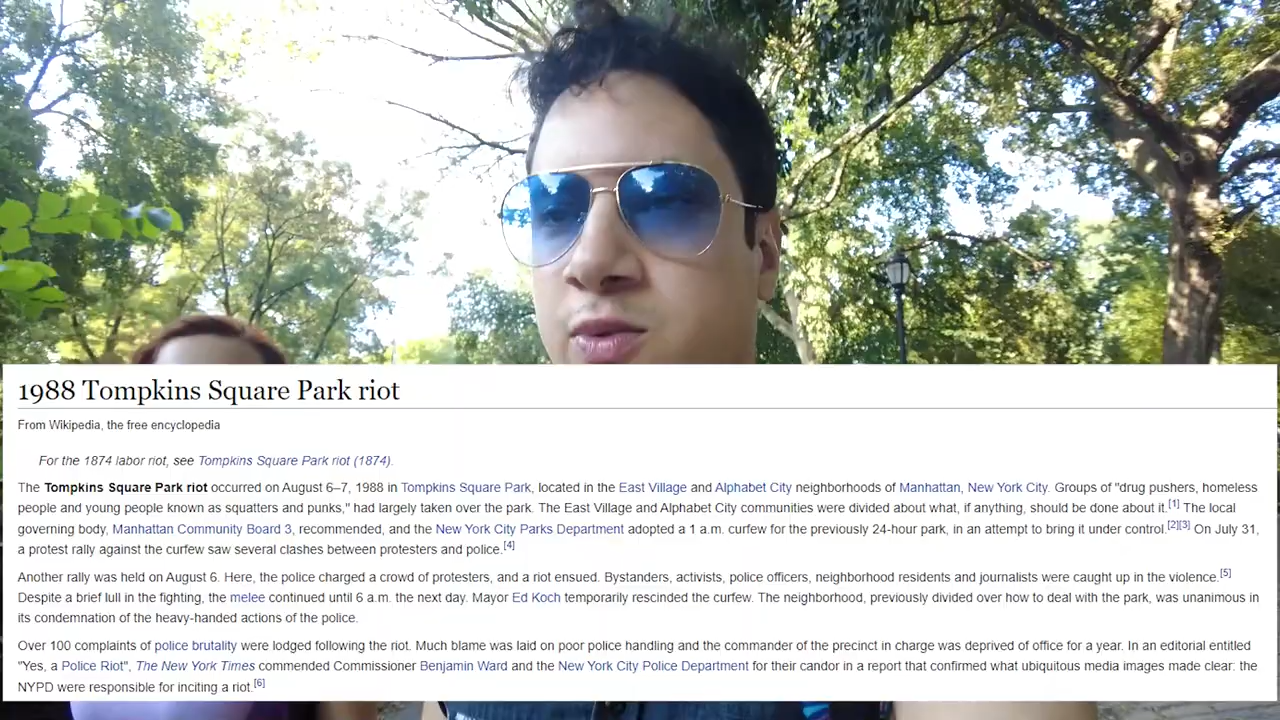 1988 Tompkins Square Park riot
From Wikipedia, the free encyclopedia
For the 1874 labor riot, see Tompkins Square Park riot (1874).
The Tompkins Square Park riot occurred on August 6–7, 1988 in Tompkins Square Park, located in the East Village and Alphabet City neighborhoods of Manhattan, New York City. Groups of "drug pushers, homeless
people and young people known as squatters and punks," had largely taken over the park. The East Village and Alphabet City communities were divided about what, if anything, should be done about it.[1] The local
governing body, Manhattan Community Board 3, recommended, and the New York City Parks Department adopted a 1 a.m. curfew for the previously 24-hour park, in an attempt to bring it under control.[2][3] On July 31,
a protest rally against the curfew saw several clashes between protesters and police.[4]
Another rally was held on August 6. Here, the police charged a crowd of protesters, and a riot ensued. Bystanders, activists, police officers, neighborhood residents and journalists were caught up in the violence.[5]
Despite a brief lull in the fighting, the melee continued until 6 a.m. the next day. Mayor Ed Koch temporarily rescinded the curfew. The neighborhood, previously divided over how to deal with the park, was unanimous in
its condemnation of the heavy-handed actions of the police.
Over 100 complaints of police brutality were lodged following the riot. Much blame was laid on poor police handling and the commander of the precinct in charge was deprived of office for a year. In an editorial entitled
"Yes, a Police Riot", The New York Times commended Commissioner Benjamin Ward and the New York City Police Department for their candor in a report that confirmed what ubiquitous media images made clear: the
NYPD were responsible for inciting a riot.[6]